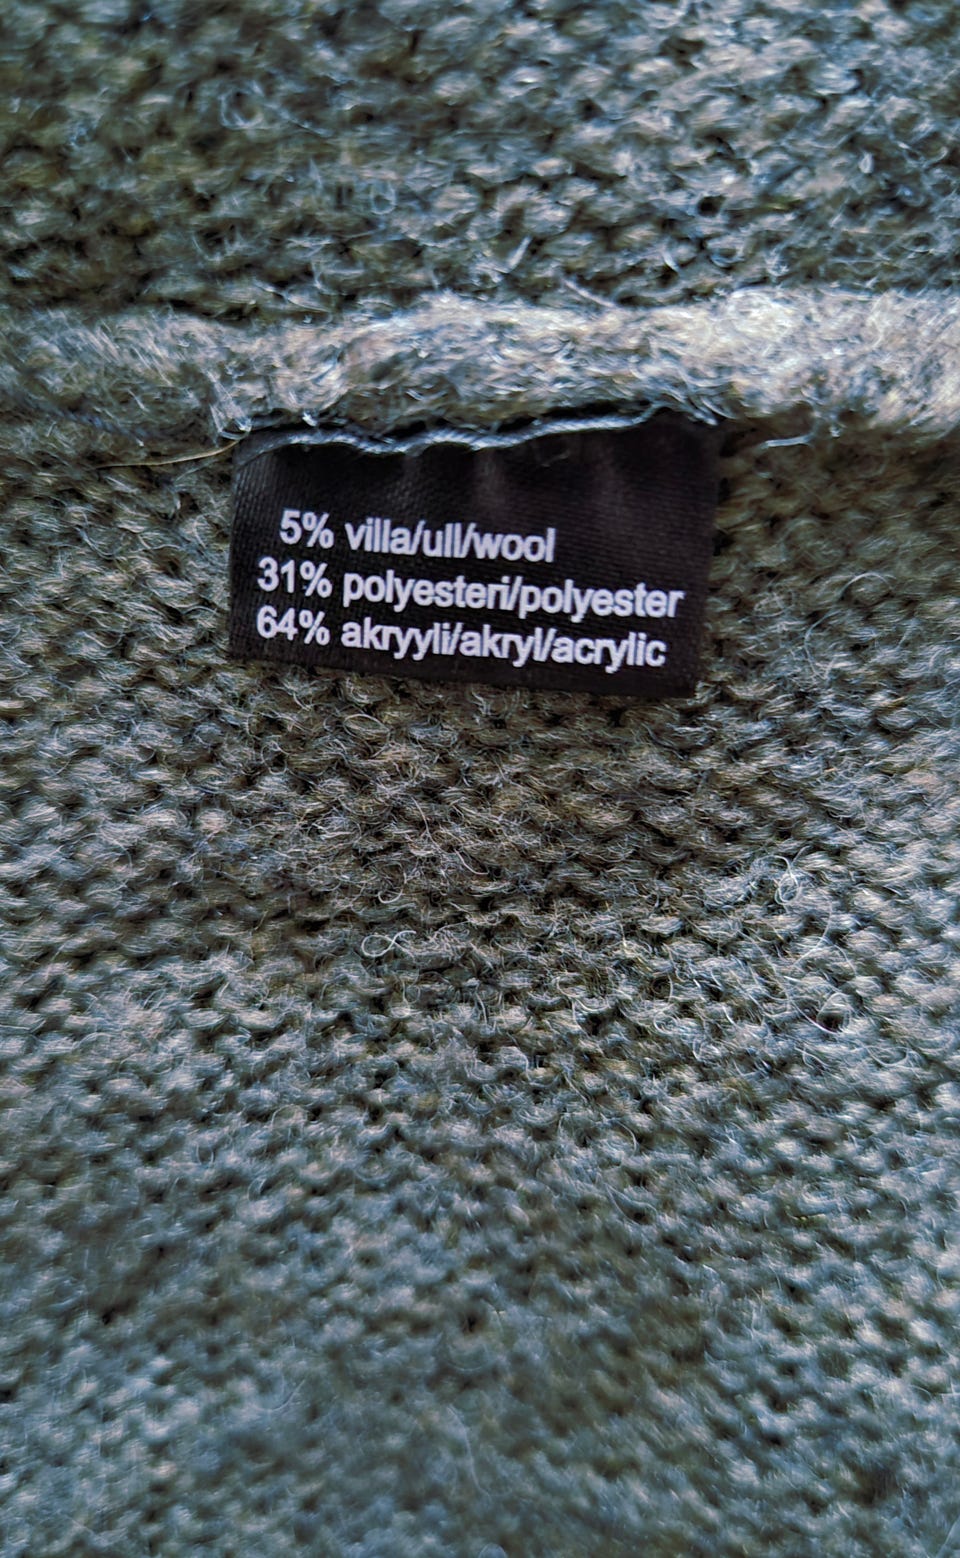 5% villa/ull/wool
31% polyesteri/polyester
64% akryyli/akryl/acrylic